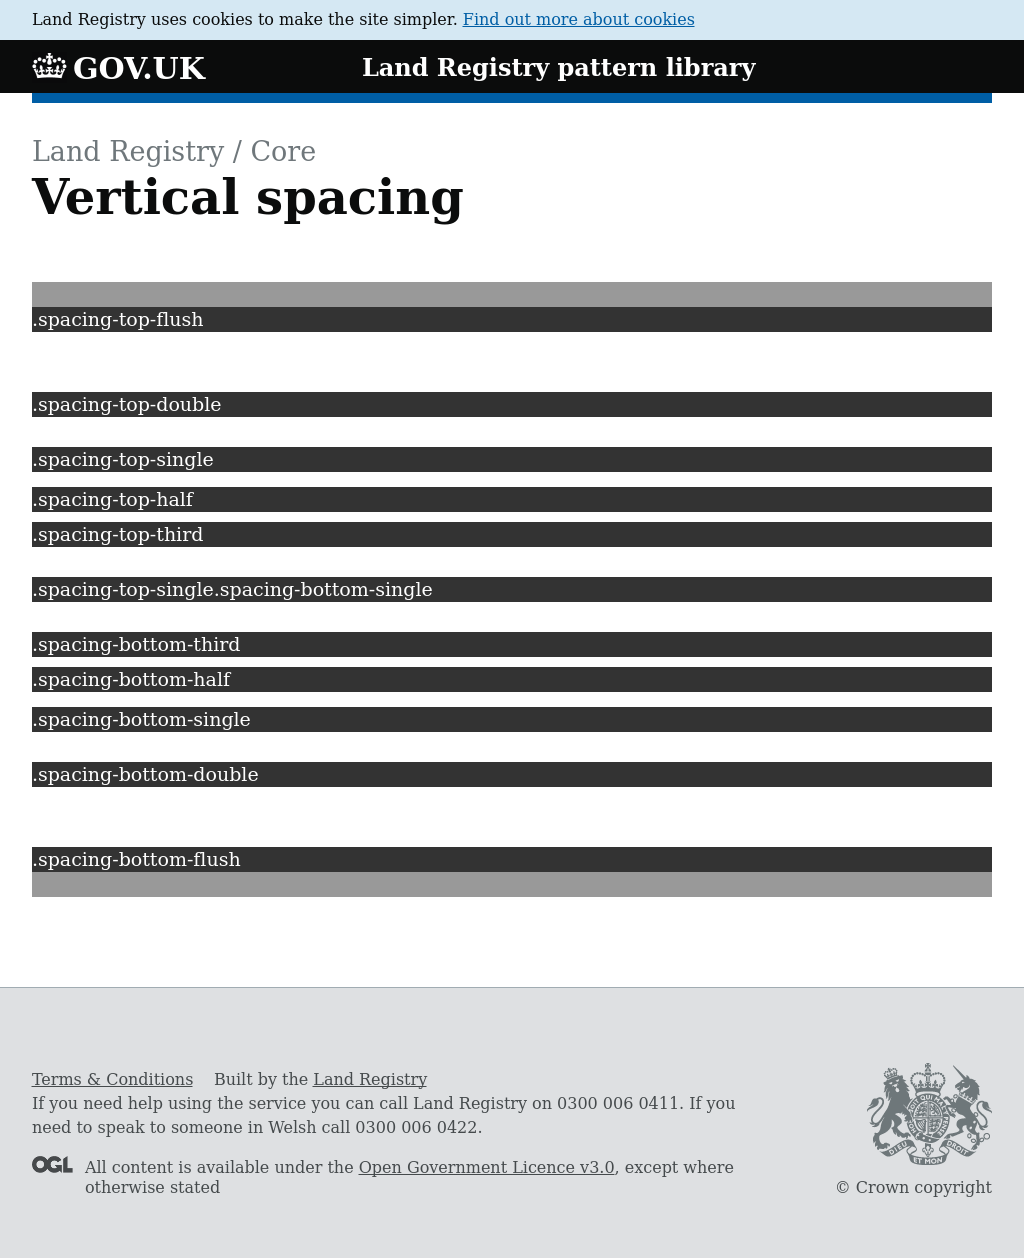 Land Registry uses cookies to make the site simpler. Find out more about cookies
GOV.UK
Land Registry pattern library
Land Registry / Core
Vertical spacing
.spacing-top-flush
.spacing-top-double
.spacing-top-single
.spacing-top-half
.spacing-top-third
.spacing-top-single.spacing-bottom-single
.spacing-bottom-third
.spacing-bottom-half
.spacing-bottom-single
.spacing-bottom-double
.spacing-bottom-flush
Terms & Conditions Built by the Land Registry
If you need help using the service you can call Land Registry on 0300 006 0411. If you
need to speak to someone in Welsh call 0300 006 0422.
OGL
All content is available under the Open Government Licence v3.0, except where
otherwise stated
© Crown copyright